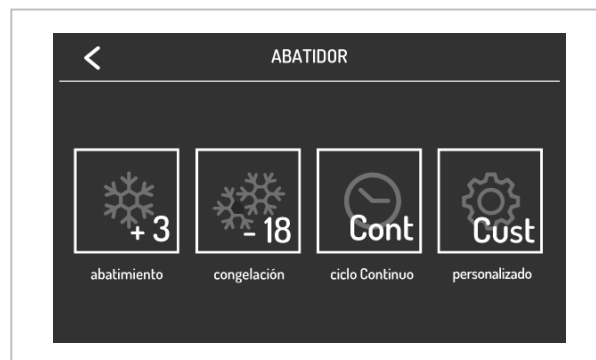 ABATIDOR
+ 3
- 18
Cont
Cust
abatimiento
congelación
ciclo Continuo
personalizado